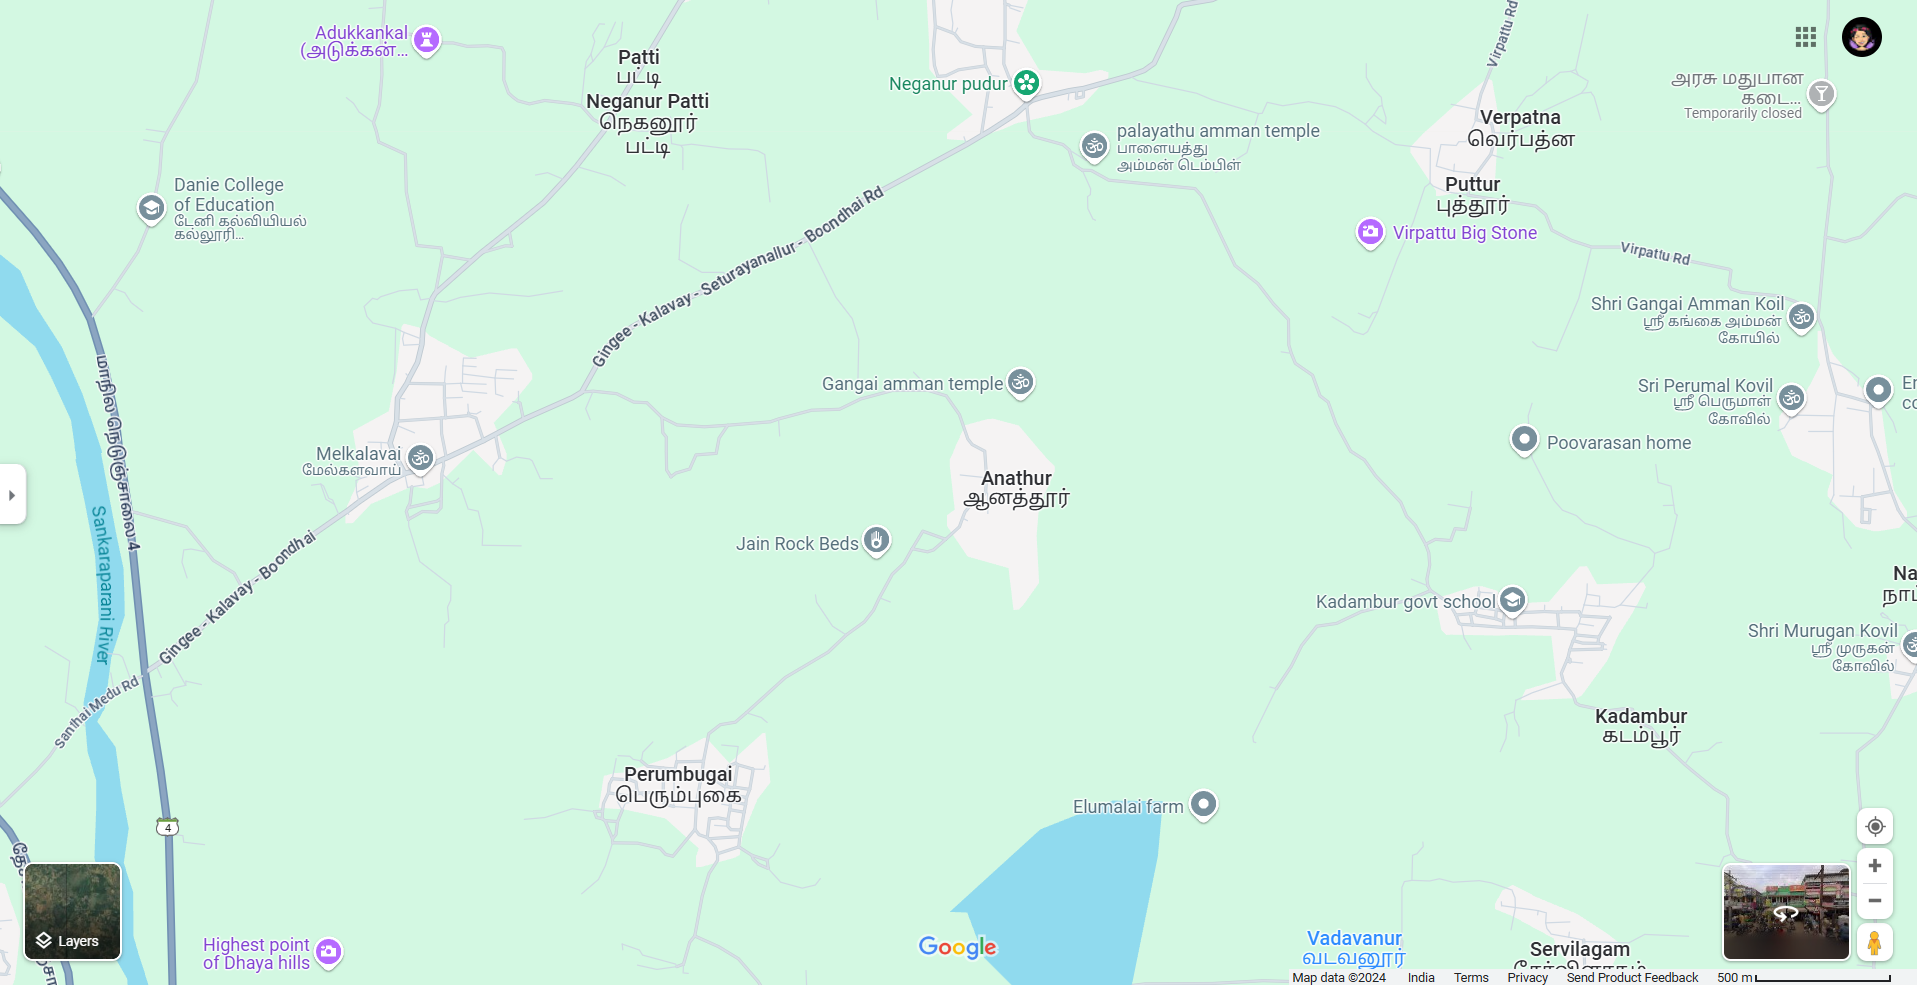 Adukkankal
(அடுக்கன்...
Patti
பட்டி
Neganur Patti
நெகனூர்
பட்டி
Neganur pudur
Virpattu Rd
அரசு மதுபான
கடை...
Temporarily closed
palayathu amman temple
பாளையத்து
அம்மன் டெம்பிள்
Verpatna
வெர்பத்ன
Danie College
of Education
டேனி கல்வியியல்
கல்லூரி...
Puttur
புத்தூர்
Virpattu Big Stone
Virpattu Rd
Gingee - Kalavay - Seturayanallur - Boondhai Rd
Shri Gangai Amman Koil
ஸ்ரீ கங்கை அம்மன்
கோயில்
மாநில நெடுஞ்சாலை 4
Gangai amman temple
Sri Perumal Kovil
ஸ்ரீ பெருமாள்
கோவில்
Poovarasan home
Melkalavai
மேல்களவாய்
Anathur
ஆனத்தூர்
Sankaraparani River
Jain Rock Beds
Gingee - Kalavay - Boondhai
Kadambur govt school
Shri Murugan Kovil
ஸ்ரீ முருகன்
கோவில்
Santhai Medu Rd
Kadambur
கடம்பூர்
Perumbugai
பெரும்புகை
Elumalai farm
4
Layers
Highest point
of Dhaya hills
Google
Vadavanur
வடவனூர்
Servilagam
Map data ©2024 India Terms Privacy Send Product Feedback 500 m